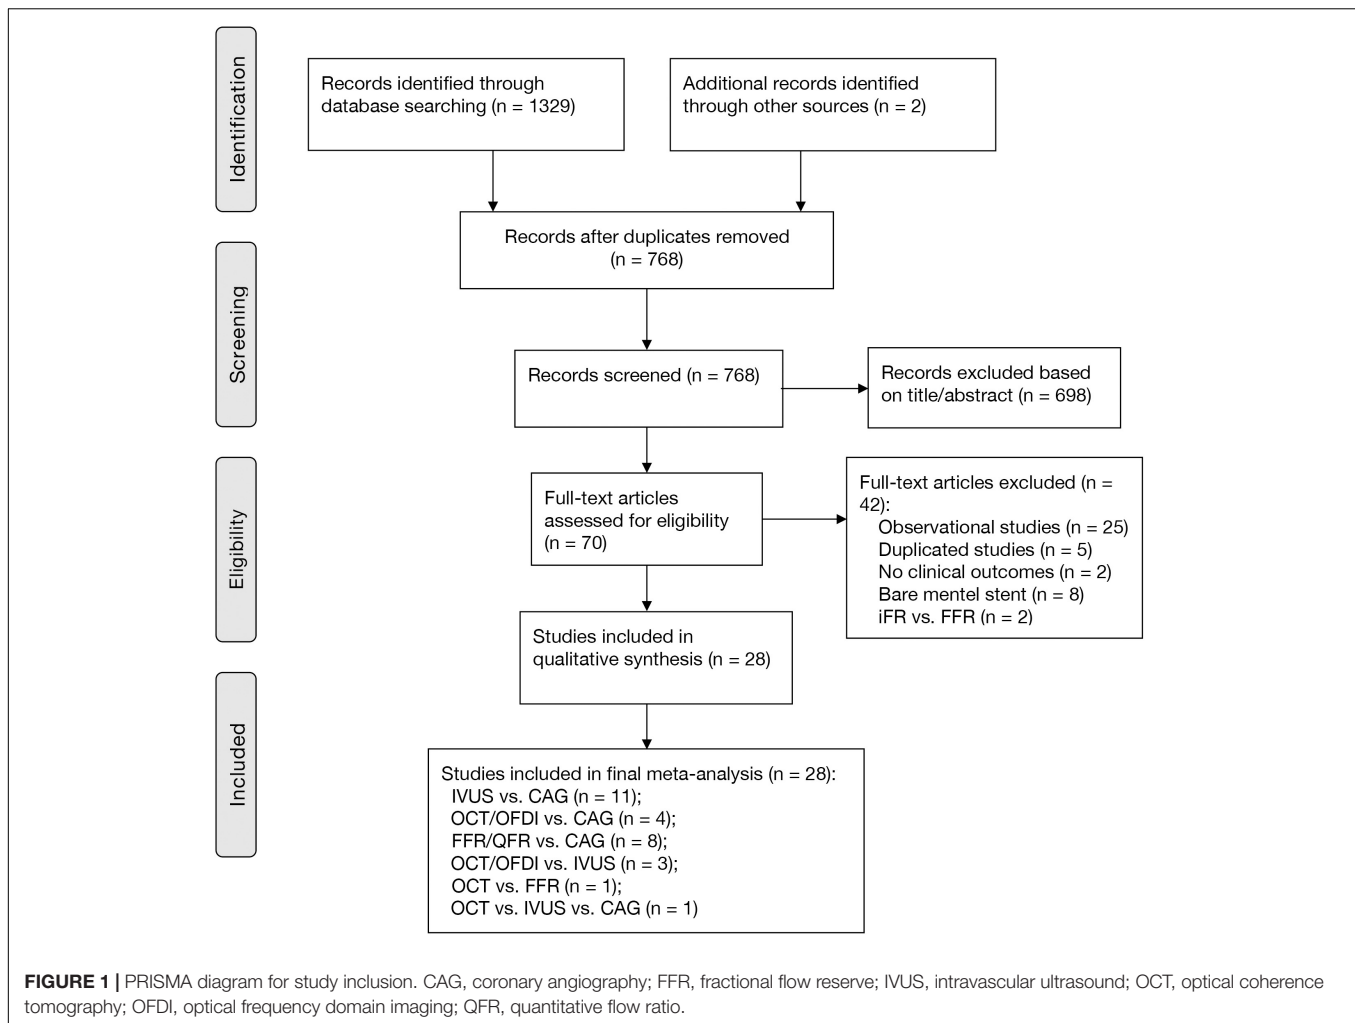 Identification
Records identified through
database searching (n = 1329)
Additional records identified
through other sources (n = 2)
Records after duplicates removed
(n = 768)
Screening
Records screened (n = 768)
Records excluded based
on title/abstract (n = 698)
Eligibility
Full-text articles
assessed for eligibility
(n = 70)
Full-text articles excluded (n =
42):
Observational studies (n = 25)
Duplicated studies (n = 5)
No clinical outcomes (n = 2)
Bare mental stent (n = 8)
iFR vs. FFR (n = 2)
Studies included in
qualitative synthesis (n = 28)
Included
Studies included in final meta-analysis (n = 28):
IVUS vs. CAG (n = 11);
OCT/OFDI vs. CAG (n = 4);
FFR/QFR vs. CAG (n = 8);
OCT/OFDI vs. IVUS (n = 3);
OCT vs. FFR (n = 1);
OCT vs. IVUS vs. CAG (n = 1)
FIGURE 1 | PRISMA diagram for study inclusion. CAG, coronary angiography; FFR, fractional flow reserve; IVUS, intravascular ultrasound; OCT, optical coherence
tomography; OFDI, optical frequency domain imaging; QFR, quantitative flow ratio.